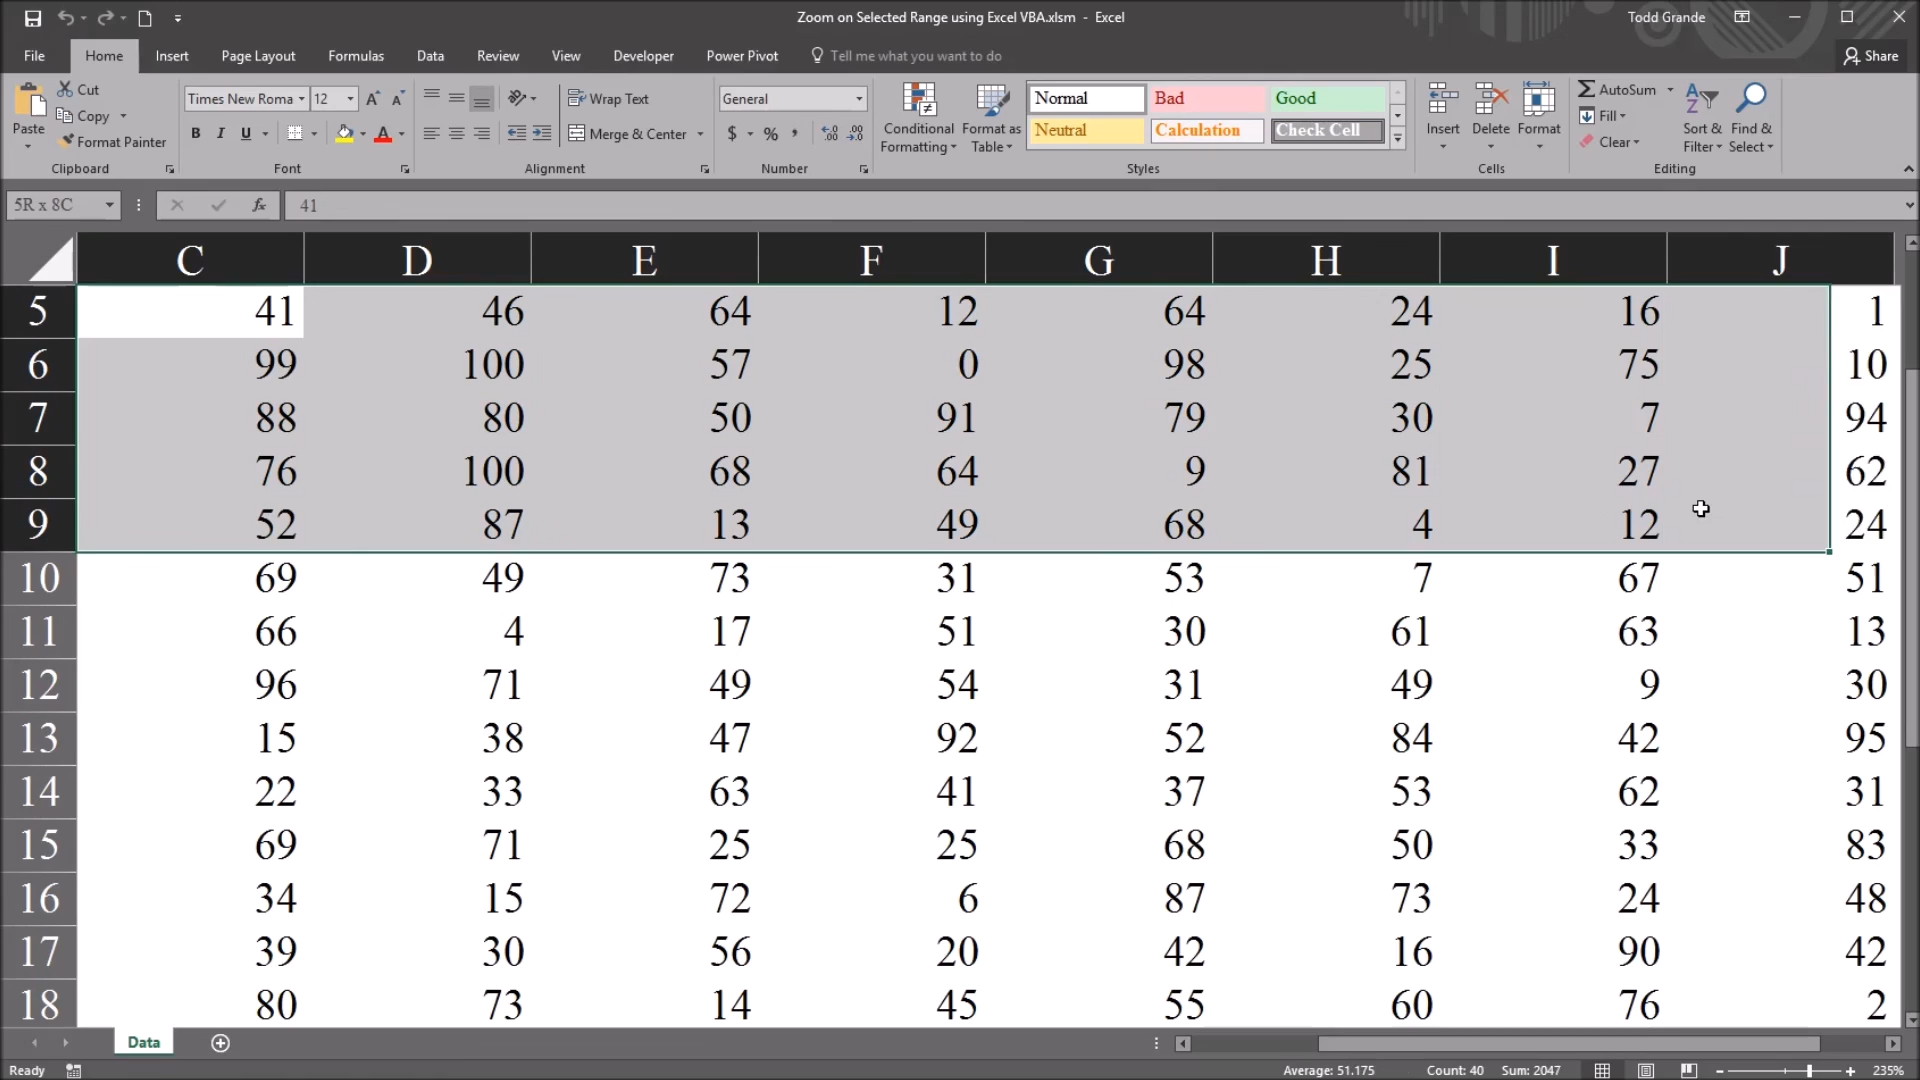 Zoom on Selected Range using Excel VBA.xlsm - Excel
Todd Grande
File Home Insert Page Layout Formulas Data Review View Developer Power Pivot Tell me what you want to do Share
Paste
Cut
Copy
Format Painter
Clipboard
Times New Roma 12
B I U
Font
Wrap Text
Merge & Center
Alignment
General
$ % ,
Number
Conditional Formatting
Format as Table
Normal Bad Good
Neutral Calculation Check Cell
Styles
Insert Delete Format
Cells
AutoSum
Fill
Clear
Sort & Filter
Find & Select
Editing
5R x 8C fx 41
C D E F G H I J
5 41 46 64 12 64 24 16 1
6 99 100 57 0 98 25 75 10
7 88 80 50 91 79 30 7 94
8 76 100 68 64 9 81 27 62
9 52 87 13 49 68 4 12 24
10 69 49 73 31 53 7 67 51
11 66 4 17 51 30 61 63 13
12 96 71 49 54 31 49 9 30
13 15 38 47 92 52 84 42 95
14 22 33 63 41 37 53 62 31
15 69 71 25 25 68 50 33 83
16 34 15 72 6 87 73 24 48
17 39 30 56 20 42 16 90 42
18 80 73 14 45 55 60 76 2
Data
Ready Average: 51.175 Count: 40 Sum: 2047 235%